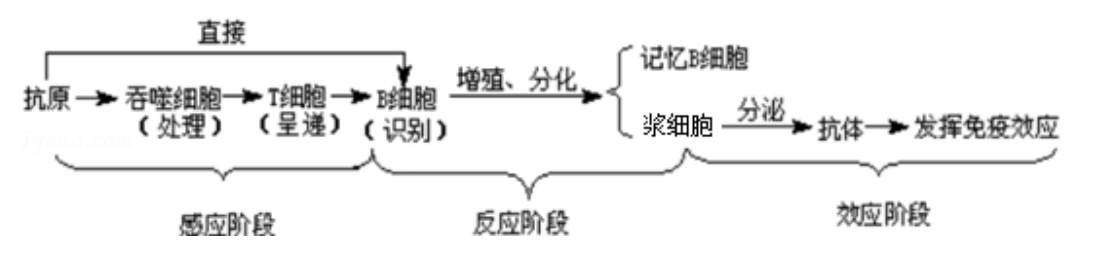 直接
抗原 吞噬细胞 T细胞 B细胞 增殖、分化 记忆B细胞
(处理) (呈递) (识别) 浆细胞 分泌 抗体 发挥免疫效应
感应阶段 反应阶段 效应阶段